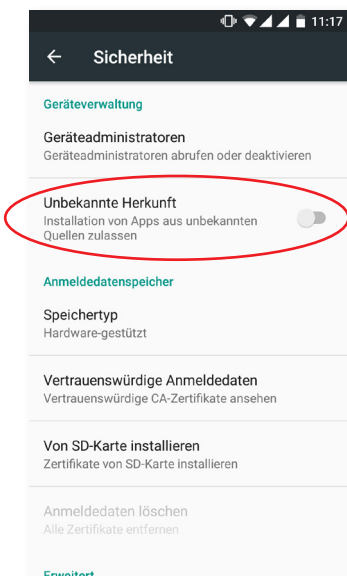 11:17
Sicherheit
Geräteverwaltung
Geräteadministratoren
Geräteadministratoren abrufen oder deaktivieren
Unbekannte Herkunft
Installation von Apps aus unbekannten
Quellen zulassen
Anmeldedatenspeicher
Speichertyp
Hardware-gestützt
Vertrauenswürdige Anmeldedaten
Vertrauenswürdige CA-Zertifikate ansehen
Von SD-Karte installieren
Zertifikate von SD-Karte installieren
Anmeldedaten löschen
Alle Zertifikate entfernen
Erweitert